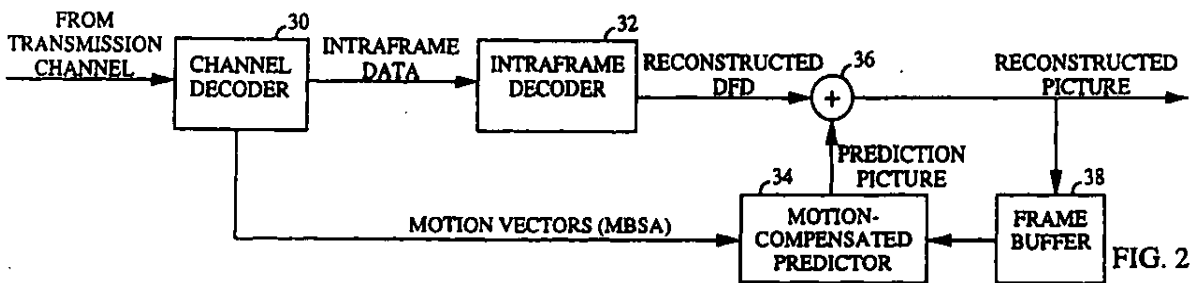 FROM
TRANSMISSION
CHANNEL
30
CHANNEL
DECODER
INTRAFRAME
DATA
32
INTRAFRAME
DECODER
RECONSTRUCTED
DFD
36
+
RECONSTRUCTED
PICTURE
PREDICTION
PICTURE
34
MOTION-
COMPENSATED
PREDICTOR
38
FRAME
BUFFER
MOTION VECTORS (MBSA)
FIG. 2